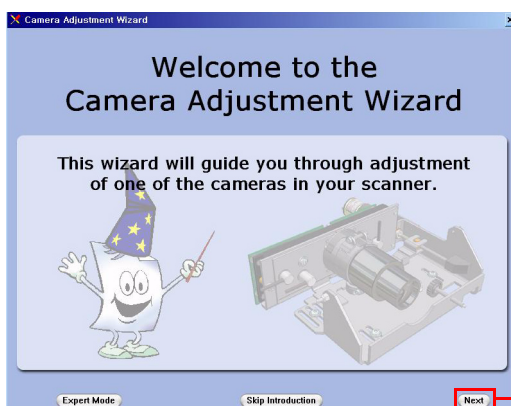 Camera Adjustment Wizard
Welcome to the
Camera Adjustment Wizard
This wizard will guide you through adjustment
of one of the cameras in your scanner.
Expert Mode
Skip Introduction
Next